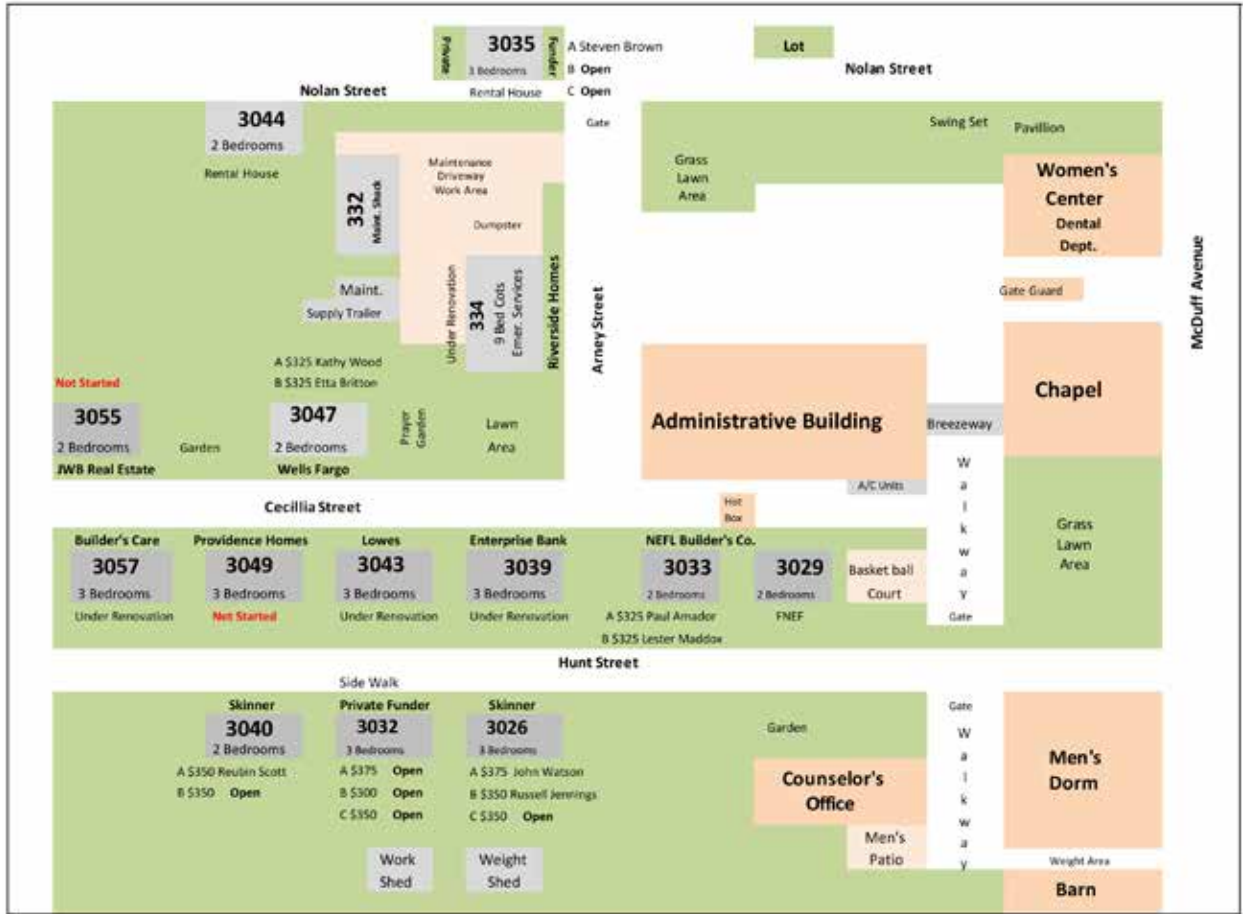 Private
3035
3 Bedrooms
Funder
Rental House
A Steven Brown
B Open
C Open
Lot
Nolan Street
Nolan Street
3044
2 Bedrooms
Rental House
Gate
Swing Set
Pavillion
Maintenance
Driveway
Work Area
Grass
Lawn
Area
Women's
Center
Dental
Dept.
332
Maint. Shack
Dumpster
Maint.
Supply Trailer
Under Renovation
334
9 Bed Cots
Emer. Services
Riverside Homes
Arney Street
Gate Guard
McDuff Avenue
A $325 Kathy Wood
B $325 Etta Britton
Not Started
3055
2 Bedrooms
JWB Real Estate
Garden
3047
2 Bedrooms
Wells Fargo
Prayer
Garden
Lawn
Area
Administrative Building
Breezeway
Chapel
A/C Units
Hot
Box
Walkway
Gate
Grass
Lawn
Area
Cecillia Street
Builder's Care
3057
3 Bedrooms
Under Renovation
Providence Homes
3049
3 Bedrooms
Not Started
Lowes
3043
3 Bedrooms
Under Renovation
Enterprise Bank
3039
3 Bedrooms
Under Renovation
NEFL Builder's Co.
3033
2 Bedrooms
A $325 Paul Amador
B $325 Lester Maddox
3029
2 Bedrooms
FNEF
Basket ball
Court
Hunt Street
Side Walk
Skinner
3040
2 Bedrooms
A $350 Reubin Scott
B $350 Open
Private Funder
3032
3 Bedrooms
A $375 Open
B $300 Open
C $350 Open
Skinner
3026
3 Bedrooms
A $375 John Watson
B $350 Russell Jennings
C $350 Open
Garden
Counselor's
Office
Men's
Patio
Gate
Walkway
Men's
Dorm
Work
Shed
Weight
Shed
Weight Area
Barn